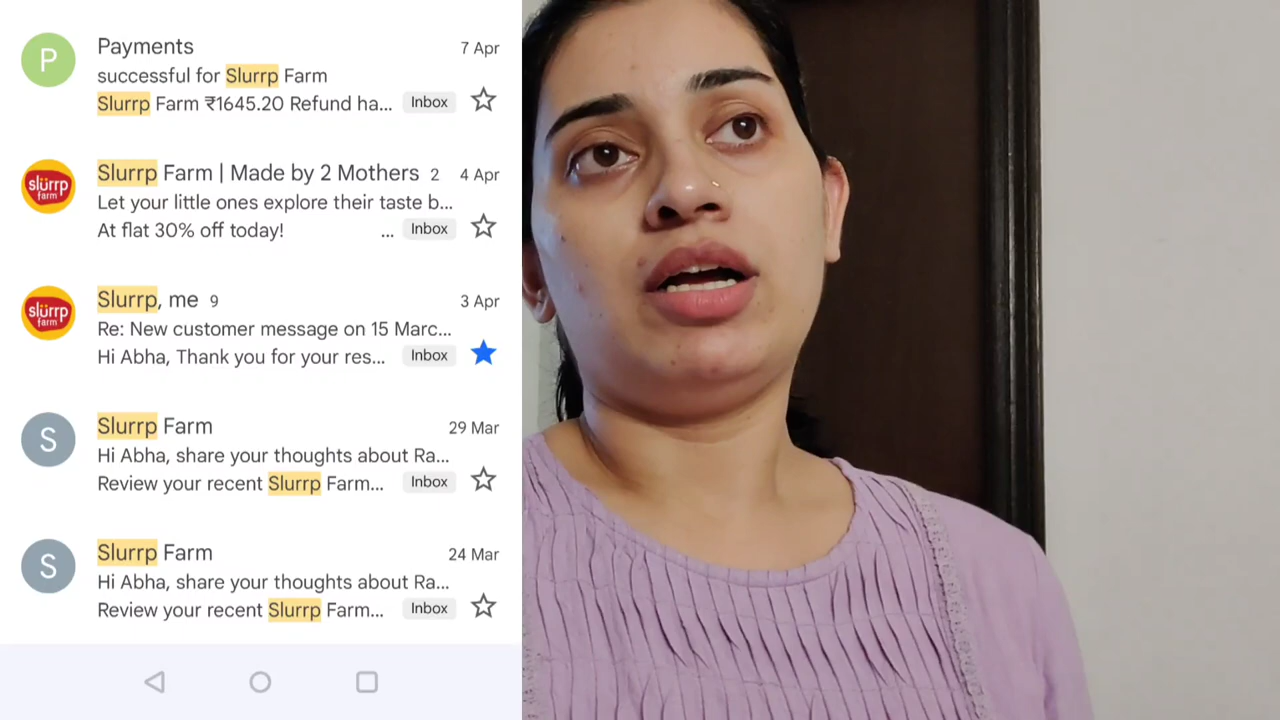 P
Payments
7 Apr
successful for Slurrp Farm
Slurrp Farm ₹1645.20 Refund ha...
Inbox
slürrp
farm
Slurrp Farm | Made by 2 Mothers 2
4 Apr
Let your little ones explore their taste b...
At flat 30% off today! ...
Inbox
slürrp
farm
Slurrp, me 9
3 Apr
Re: New customer message on 15 Marc...
Hi Abha, Thank you for your res...
Inbox
S
Slurrp Farm
29 Mar
Hi Abha, share your thoughts about Ra...
Review your recent Slurrp Farm...
Inbox
S
Slurrp Farm
24 Mar
Hi Abha, share your thoughts about Ra...
Review your recent Slurrp Farm...
Inbox